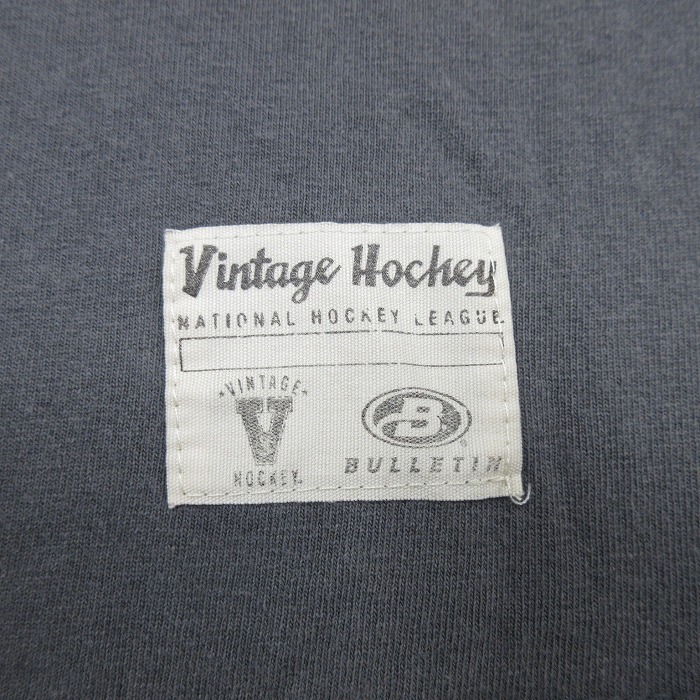 Vintage Hockey
NATIONAL HOCKEY LEAGUE
VINTAGE
V
HOCKEY
B
BULLETIN